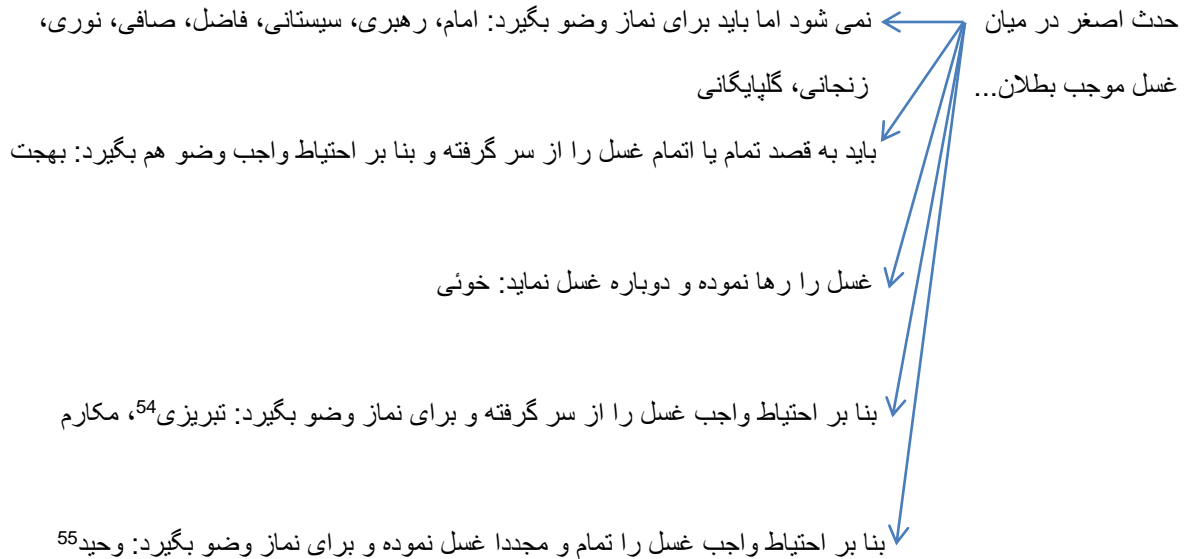 حدث اصغر در میان
غسل موجب بطلان...
نمی شود اما باید برای نماز وضو بگیرد: امام، رهبری، سیستانی، فاضل، صافی، نوری،
زنجانی، گلپایگانی
باید به قصد تمام یا اتمام غسل را از سر گرفته و بنا بر احتیاط واجب وضو هم بگیرد: بهجت
غسل را رها نموده و دوباره غسل نماید: خوئی
بنا بر احتیاط واجب غسل را از سر گرفته و برای نماز وضو بگیرد: تبریزی54، مکارم
بنا بر احتیاط واجب غسل را تمام و مجددا غسل نموده و برای نماز وضو بگیرد: وحید55